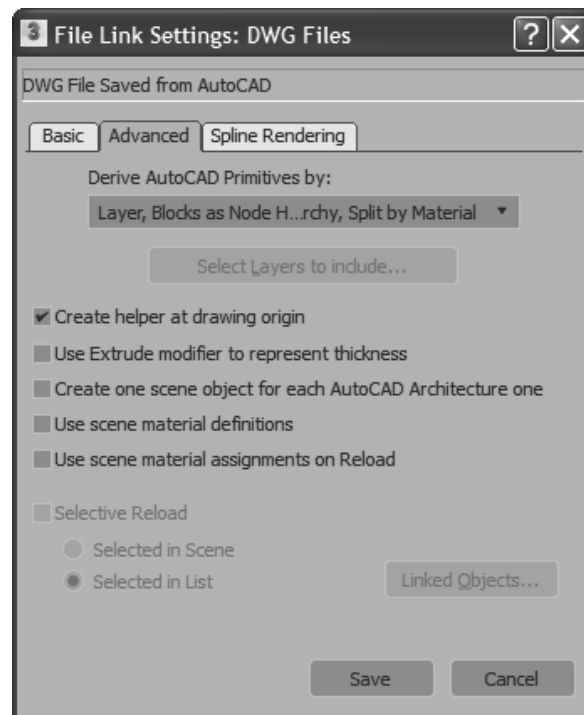 3 File Link Settings: DWG Files ? X
DWG File Saved from AutoCAD
Basic Advanced Spline Rendering
Derive AutoCAD Primitives by:
Layer, Blocks as Node H...rchy, Split by Material
Select Layers to include...
Create helper at drawing origin
Use Extrude modifier to represent thickness
Create one scene object for each AutoCAD Architecture one
Use scene material definitions
Use scene material assignments on Reload
Selective Reload
Selected in Scene
Selected in List Linked Objects...
Save Cancel